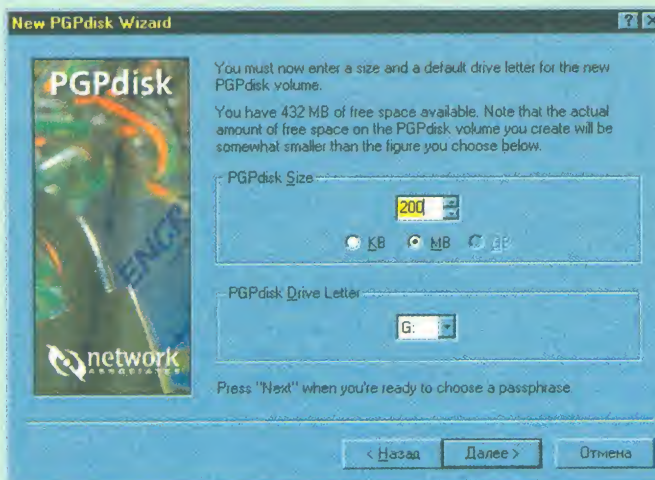 New PGPdisk Wizard
PGPdisk
ENCR
network
ASSOCIATES
You must now enter a size and a default drive letter for the new
PGPdisk volume.
You have 432 MB of free space available. Note that the actual
amount of free space on the PGPdisk volume you create will be
somewhat smaller than the figure you choose below.
PGPdisk Size
200
KB MB GB
PGPdisk Drive Letter
G:
Press "Next" when you're ready to choose a passphrase
< Назад Далее > Отмена